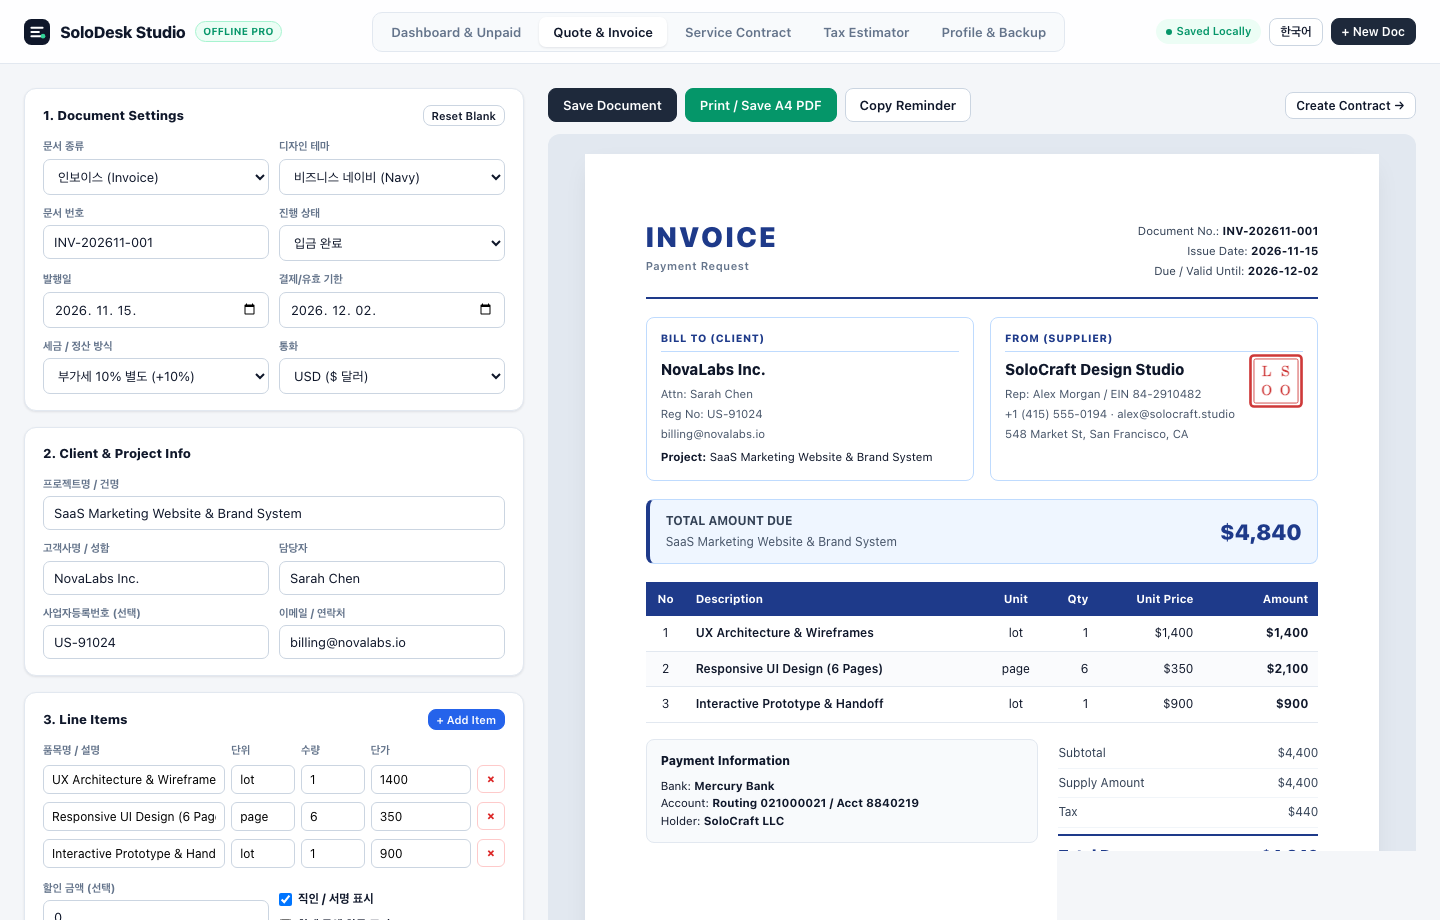 SoloDesk Studio OFFLINE PRO
Dashboard & Unpaid Quote & Invoice Service Contract Tax Estimator Profile & Backup
Saved Locally 한국어 + New Doc
1. Document Settings Reset Blank
문서 종류 디자인 테마
인보이스 (Invoice) 비즈니스 네이비 (Navy)
문서 번호 진행 상태
INV-202611-001 입금 완료
발행일 결제/유효 기한
2026. 11. 15. 2026. 12. 02.
세금 / 정산 방식 통화
부가세 10% 별도 (+10%) USD ($ 달러)
2. Client & Project Info
프로젝트명 / 건명
SaaS Marketing Website & Brand System
고객사명 / 성함 담당자
NovaLabs Inc. Sarah Chen
사업자등록번호 (선택) 이메일 / 연락처
US-91024 billing@novalabs.io
3. Line Items + Add Item
품목명 / 설명 단위 수량 단가
UX Architecture & Wireframe lot 1 1400 ×
Responsive UI Design (6 Pag page 6 350 ×
Interactive Prototype & Hand lot 1 900 ×
할인 금액 (선택)
0
직인 / 서명 표시
Save Document Print / Save A4 PDF Copy Reminder Create Contract →
INVOICE
Payment Request
Document No.: INV-202611-001
Issue Date: 2026-11-15
Due / Valid Until: 2026-12-02
BILL TO (CLIENT)
NovaLabs Inc.
Attn: Sarah Chen
Reg No: US-91024
billing@novalabs.io
Project: SaaS Marketing Website & Brand System
FROM (SUPPLIER)
SoloCraft Design Studio
Rep: Alex Morgan / EIN 84-2910482
+1 (415) 555-0194 · alex@solocraft.studio
548 Market St, San Francisco, CA
L S
O O
TOTAL AMOUNT DUE
SaaS Marketing Website & Brand System
$4,840
No Description Unit Qty Unit Price Amount
1 UX Architecture & Wireframes lot 1 $1,400 $1,400
2 Responsive UI Design (6 Pages) page 6 $350 $2,100
3 Interactive Prototype & Handoff lot 1 $900 $900
Payment Information
Bank: Mercury Bank
Account: Routing 021000021 / Acct 8840219
Holder: SoloCraft LLC
Subtotal $4,400
Supply Amount $4,400
Tax $440